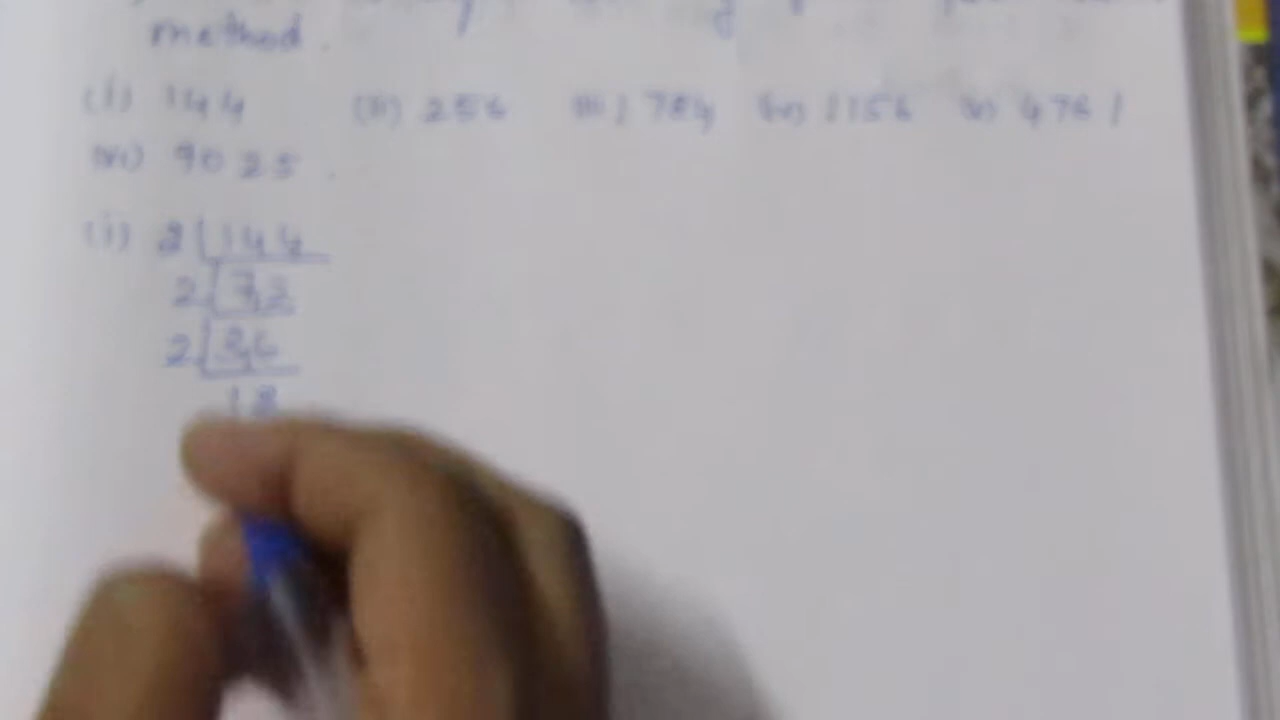 method.
(i) 144 (ii) 256 iii) 784 iv) 1156 v) 4761
vi) 9025.
(i) 2 144
2 72
2 36
18